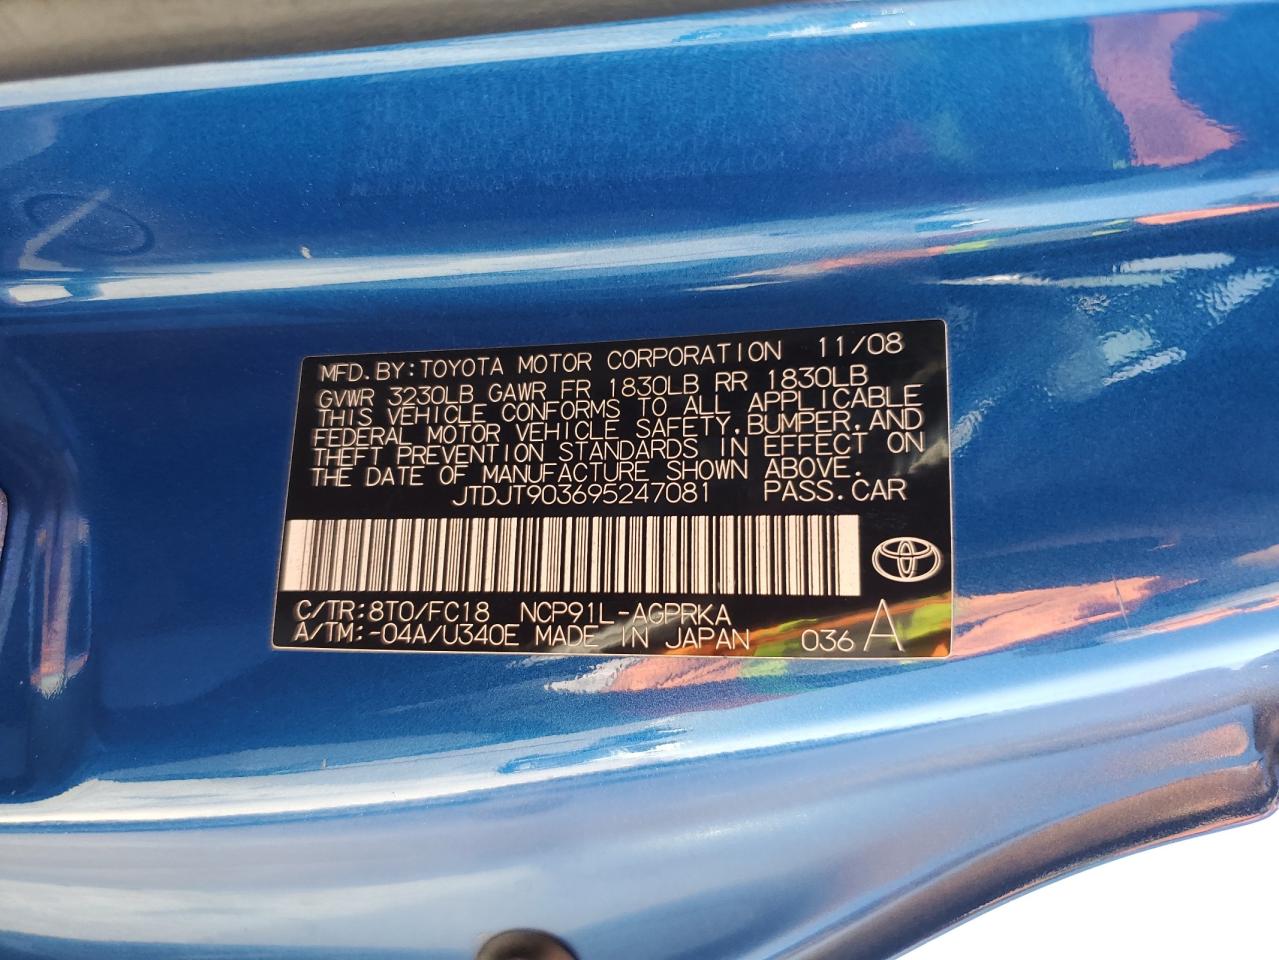 MFD.BY:TOYOTA MOTOR CORPORATION 11/08
GVWR 3230LB GAWR FR 1830LB RR 1830LB
THIS VEHICLE CONFORMS TO ALL APPLICABLE
FEDERAL MOTOR VEHICLE SAFETY,BUMPER,AND
THEFT PREVENTION STANDARDS IN EFFECT ON
THE DATE OF MANUFACTURE SHOWN ABOVE.
JTDJT903695247081 PASS.CAR
C/TR:8T0/FC18 NCP91L-AGPRKA
A/TM:-04A/U340E MADE IN JAPAN 036 A